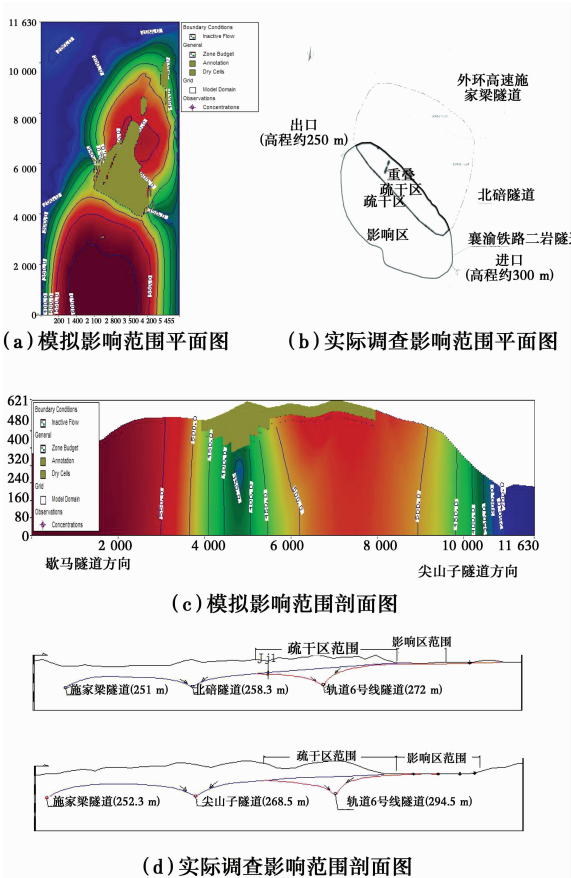 11 630
10 000
8 000
6 000
4 000
2 000
0
200 1 400 2 100 2 800 3 500 4 200 5 455
Boundary Conditions
Inactive Flow
General
Zone Budget
Annotation
Dry Cells
Grid
Model Domain
Observations
Concentrations
(a)模拟影响范围平面图
外环高速施
家梁隧道
出口
(高程约250 m)
重叠
疏干区
疏干区
影响区
北碚隧道
襄渝铁路二岩隧
进口
(高程约300 m)
(b)实际调查影响范围平面图
621
480
400
320
240
160
80
0
Boundary Conditions
Inactive Flow
General
Zone Budget
Annotation
Dry Cells
Grid
Model Domain
Observations
Concentrations
2 000 4 000 6 000 8 000 10 000 11 630
歇马隧道方向 尖山子隧道方向
(c)模拟影响范围剖面图
疏干区范围 影响区范围
施家梁隧道(251 m) 北碚隧道(258.3 m) 轨道6号线隧道(272 m)
疏干区范围 影响区范围
施家梁隧道(252.3 m) 尖山子隧道(268.5 m) 轨道6号线隧道(294.5 m)
(d)实际调查影响范围剖面图